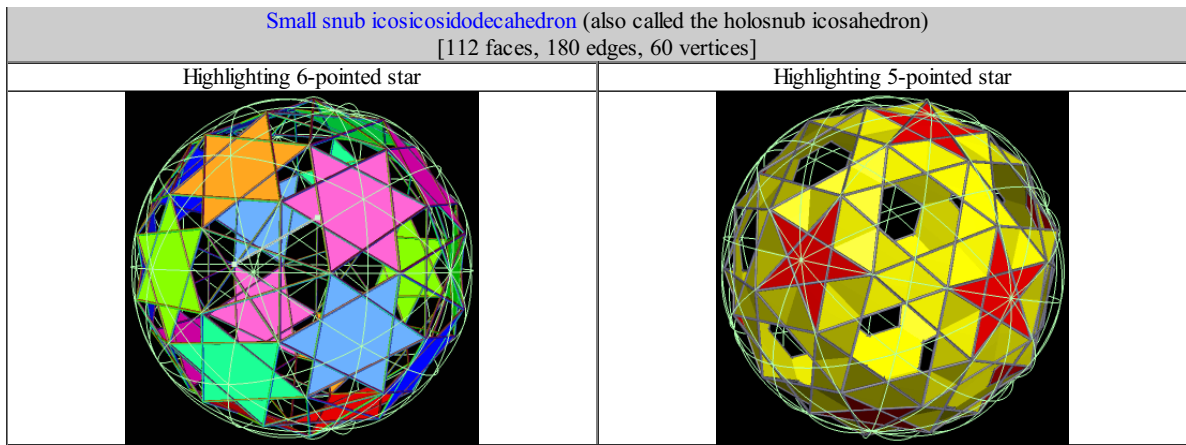 Small snub icosicosidodecahedron (also called the holosnub icosahedron)
[112 faces, 180 edges, 60 vertices]
Highlighting 6-pointed star
Highlighting 5-pointed star